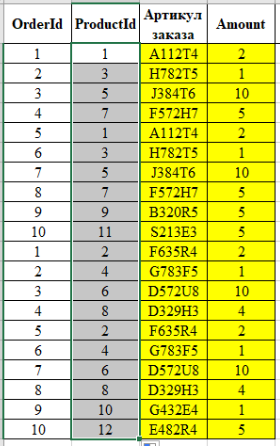 OrderId ProductId Артикул заказа Amount
1 1 A112T4 2
2 3 H782T5 1
3 5 J384T6 10
4 7 F572H7 5
5 1 A112T4 2
6 3 H782T5 1
7 5 J384T6 10
8 7 F572H7 5
9 9 B320R5 5
10 11 S213E3 5
1 2 F635R4 2
2 4 G783F5 1
3 6 D572U8 10
4 8 D329H3 4
5 2 F635R4 2
6 4 G783F5 1
7 6 D572U8 10
8 8 D329H3 4
9 10 G432E4 1
10 12 E482R4 5